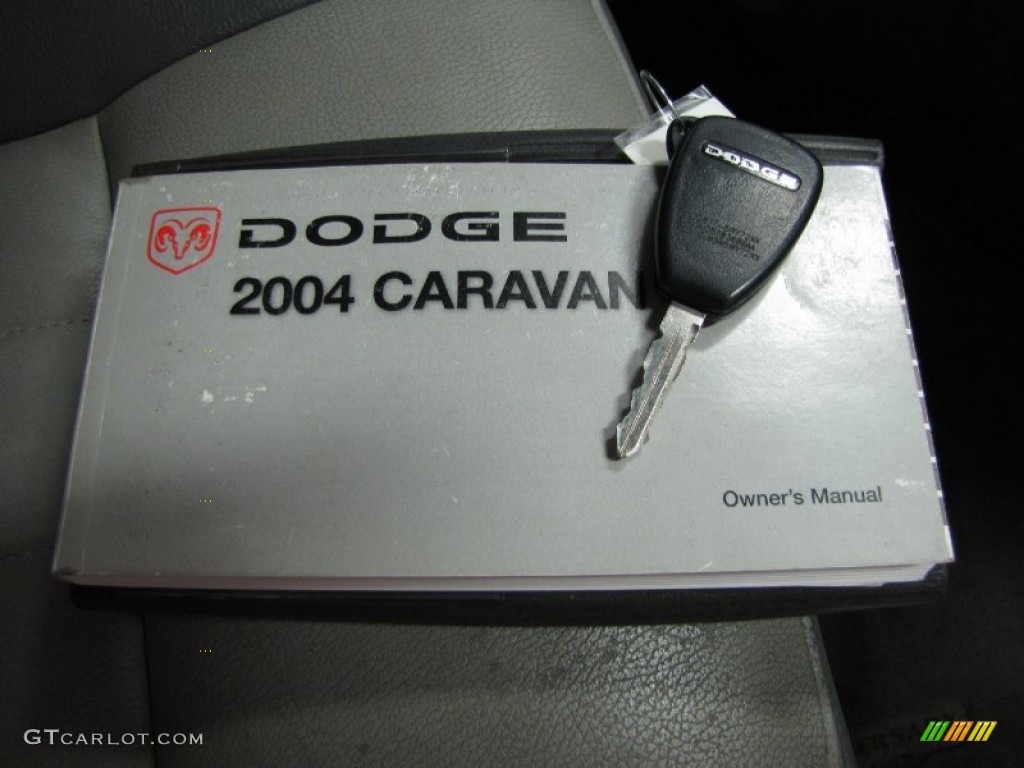 DODGE
DODGE
2004 CARAVAN
Owner's Manual
GTCARLOT.COM